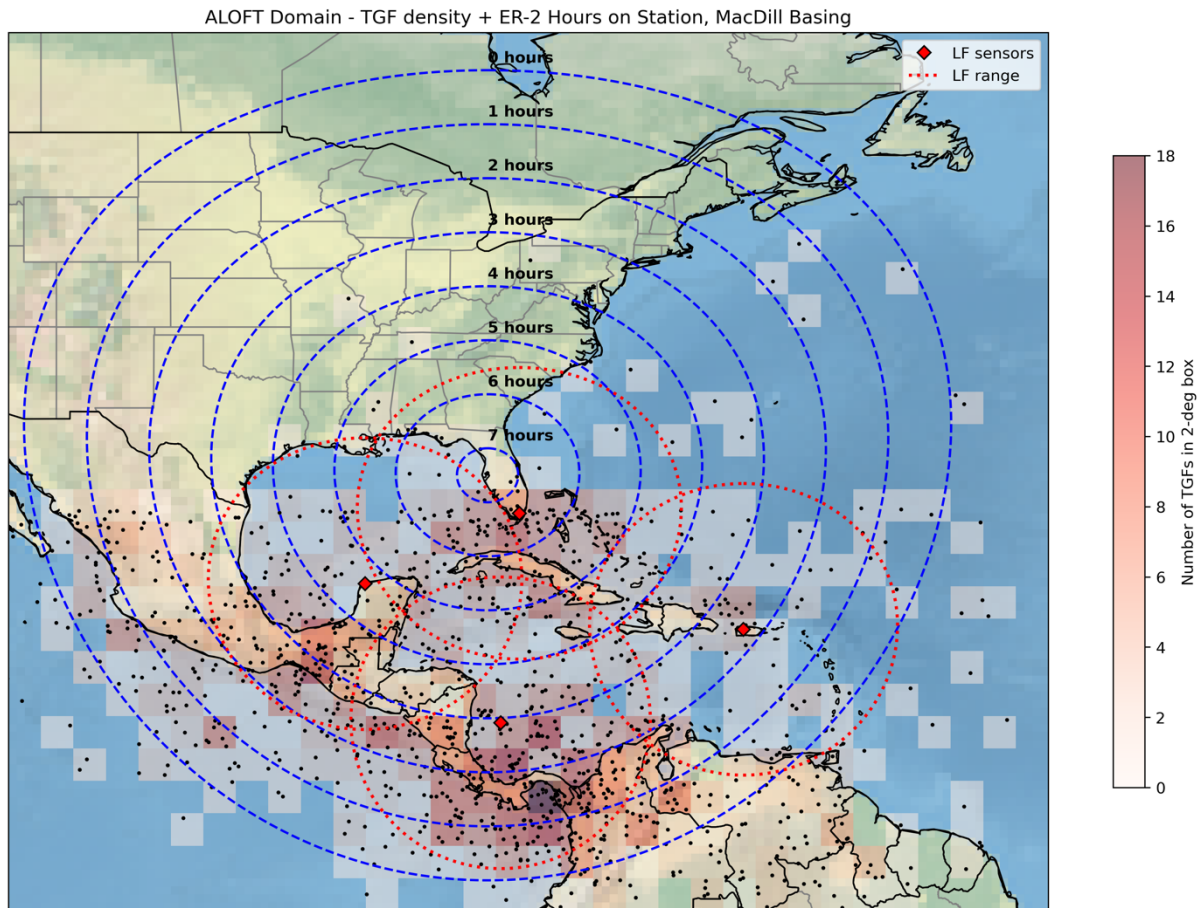 ALOFT Domain - TGF density + ER-2 Hours on Station, MacDill Basing
LF sensors
LF range
0 hours
1 hours
2 hours
3 hours
4 hours
5 hours
6 hours
7 hours
18
16
14
12
10
8
6
4
2
0
Number of TGFs in 2-deg box